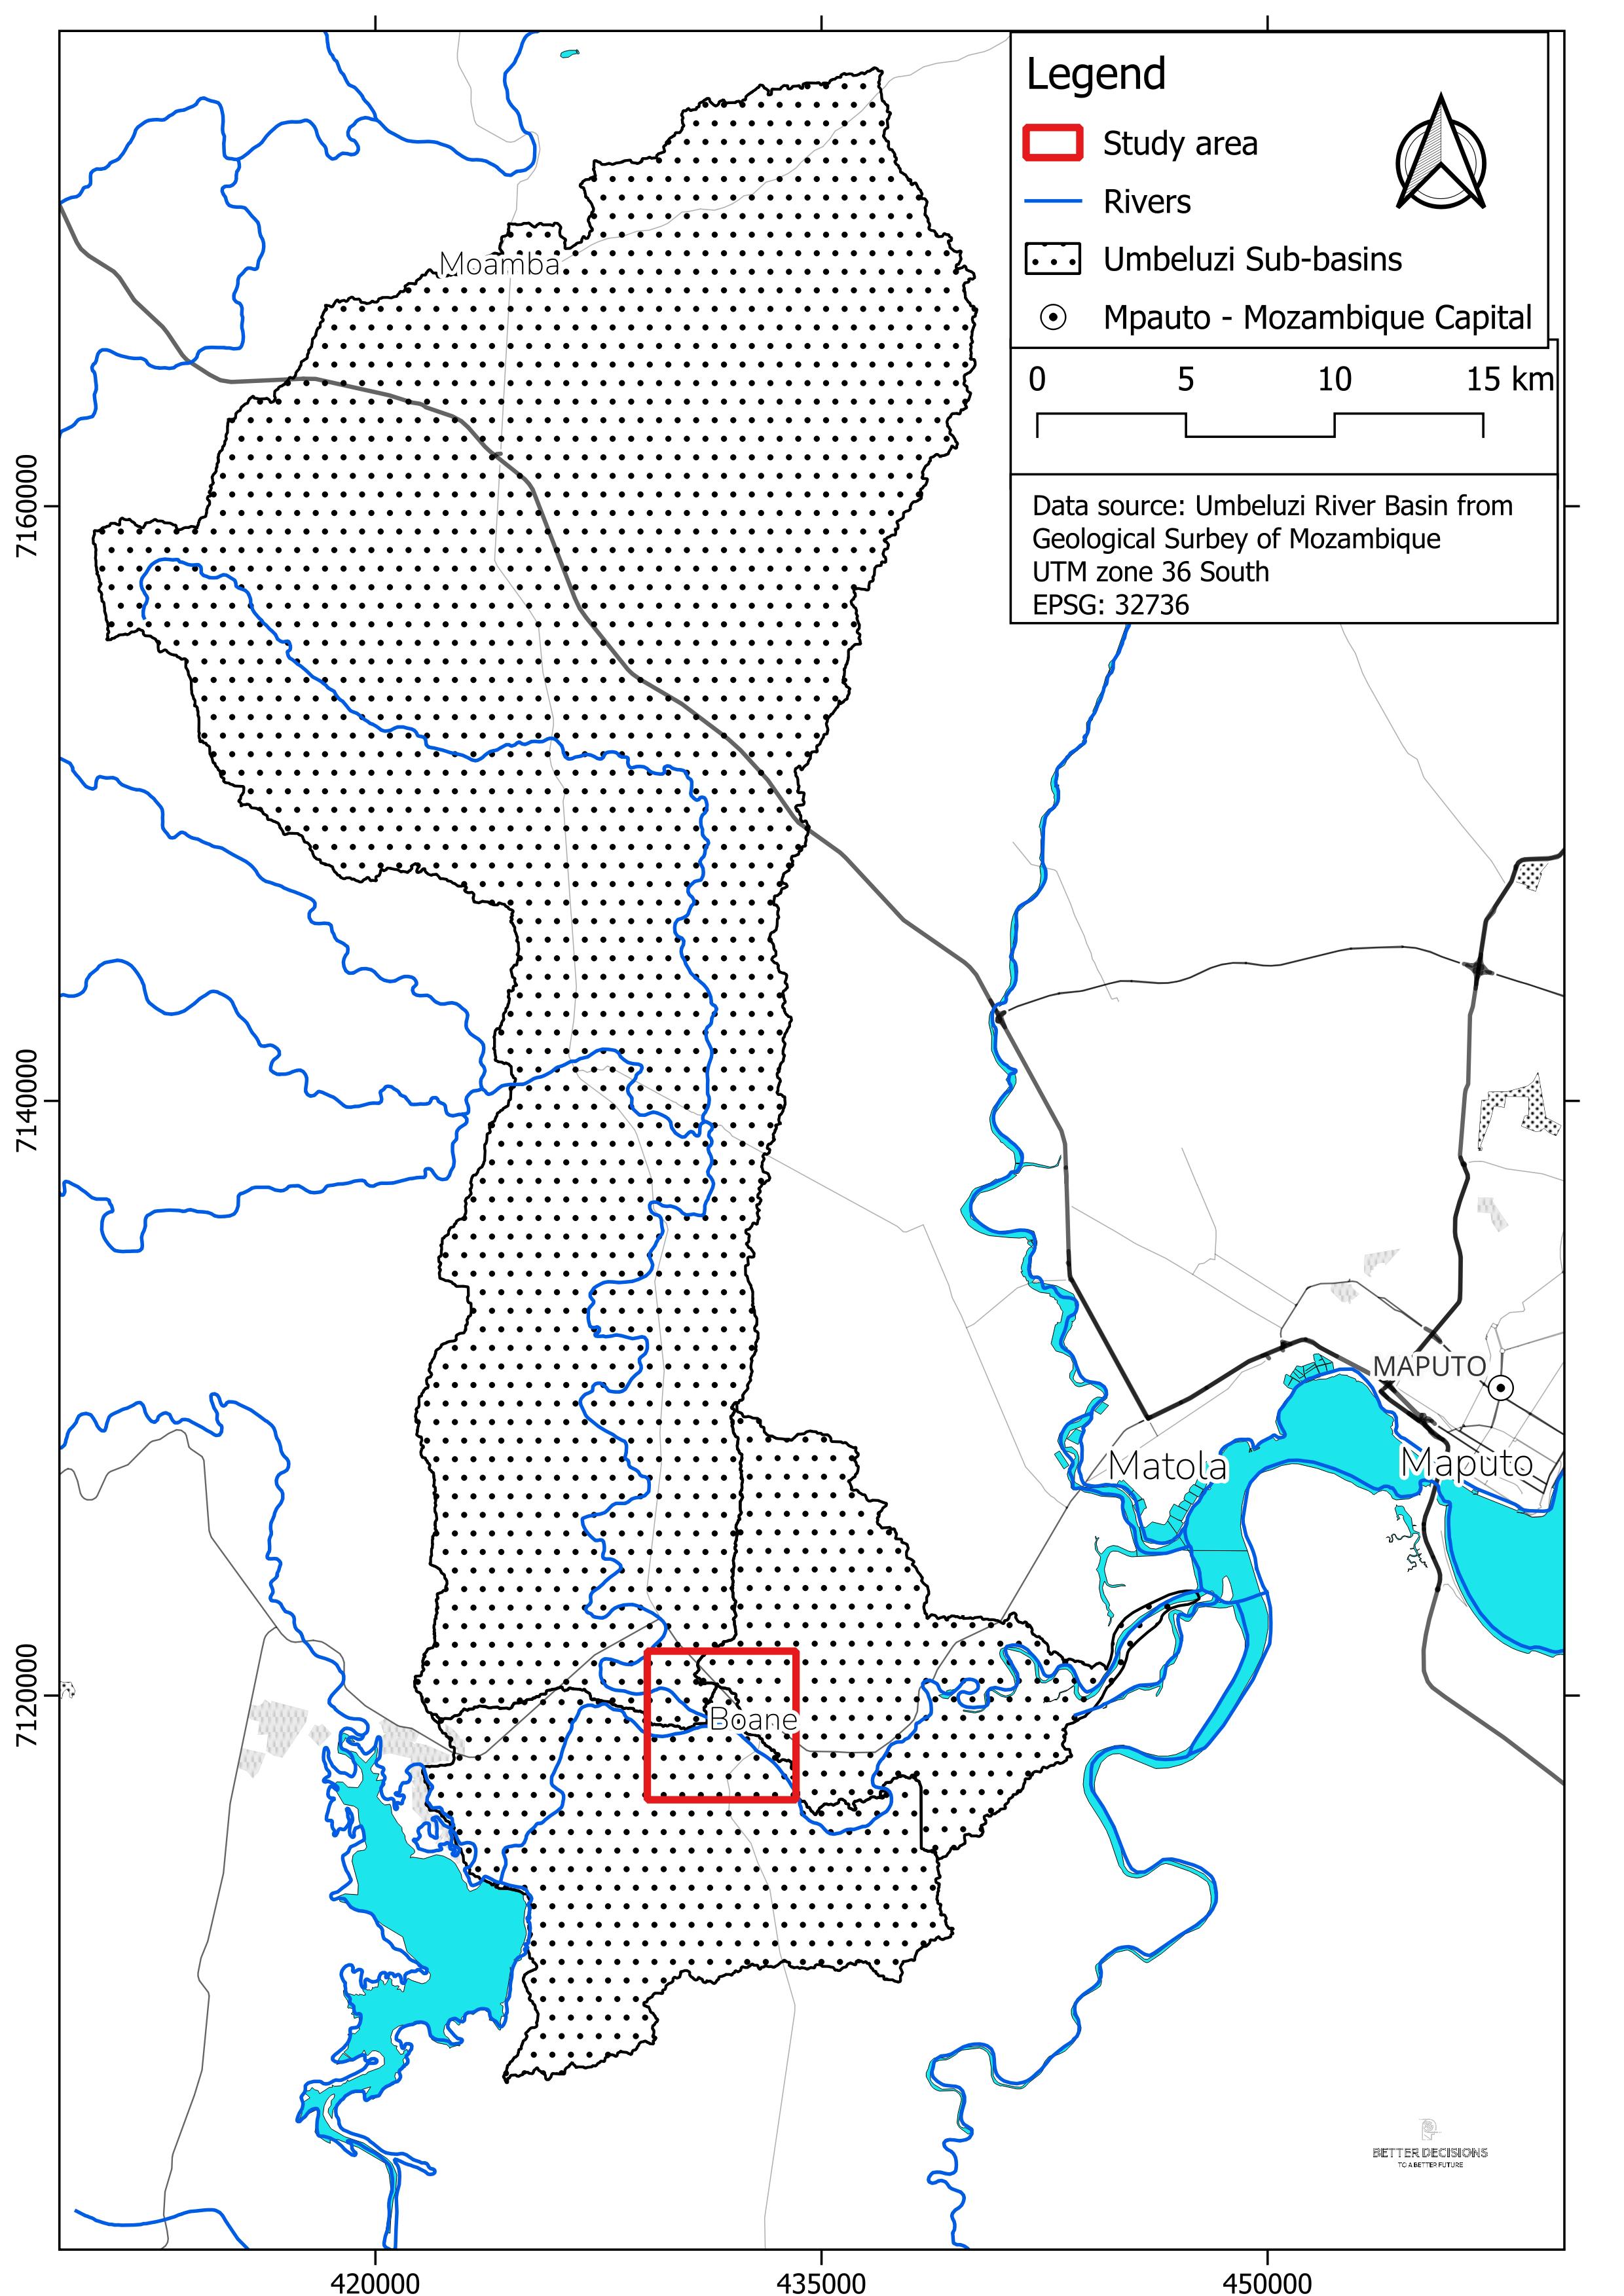 Legend
Study area
Rivers
Umbeluzi Sub-basins
Mpauto - Mozambique Capital
0 5 10 15 km
Data source: Umbeluzi River Basin from
Geological Surbey of Mozambique
UTM zone 36 South
EPSG: 32736
Moamba
7160000
7140000
MAPUTO
Matola
Maputo
7120000
Boane
BETTER DECISIONS
TO A BETTER FUTURE
420000 435000 450000